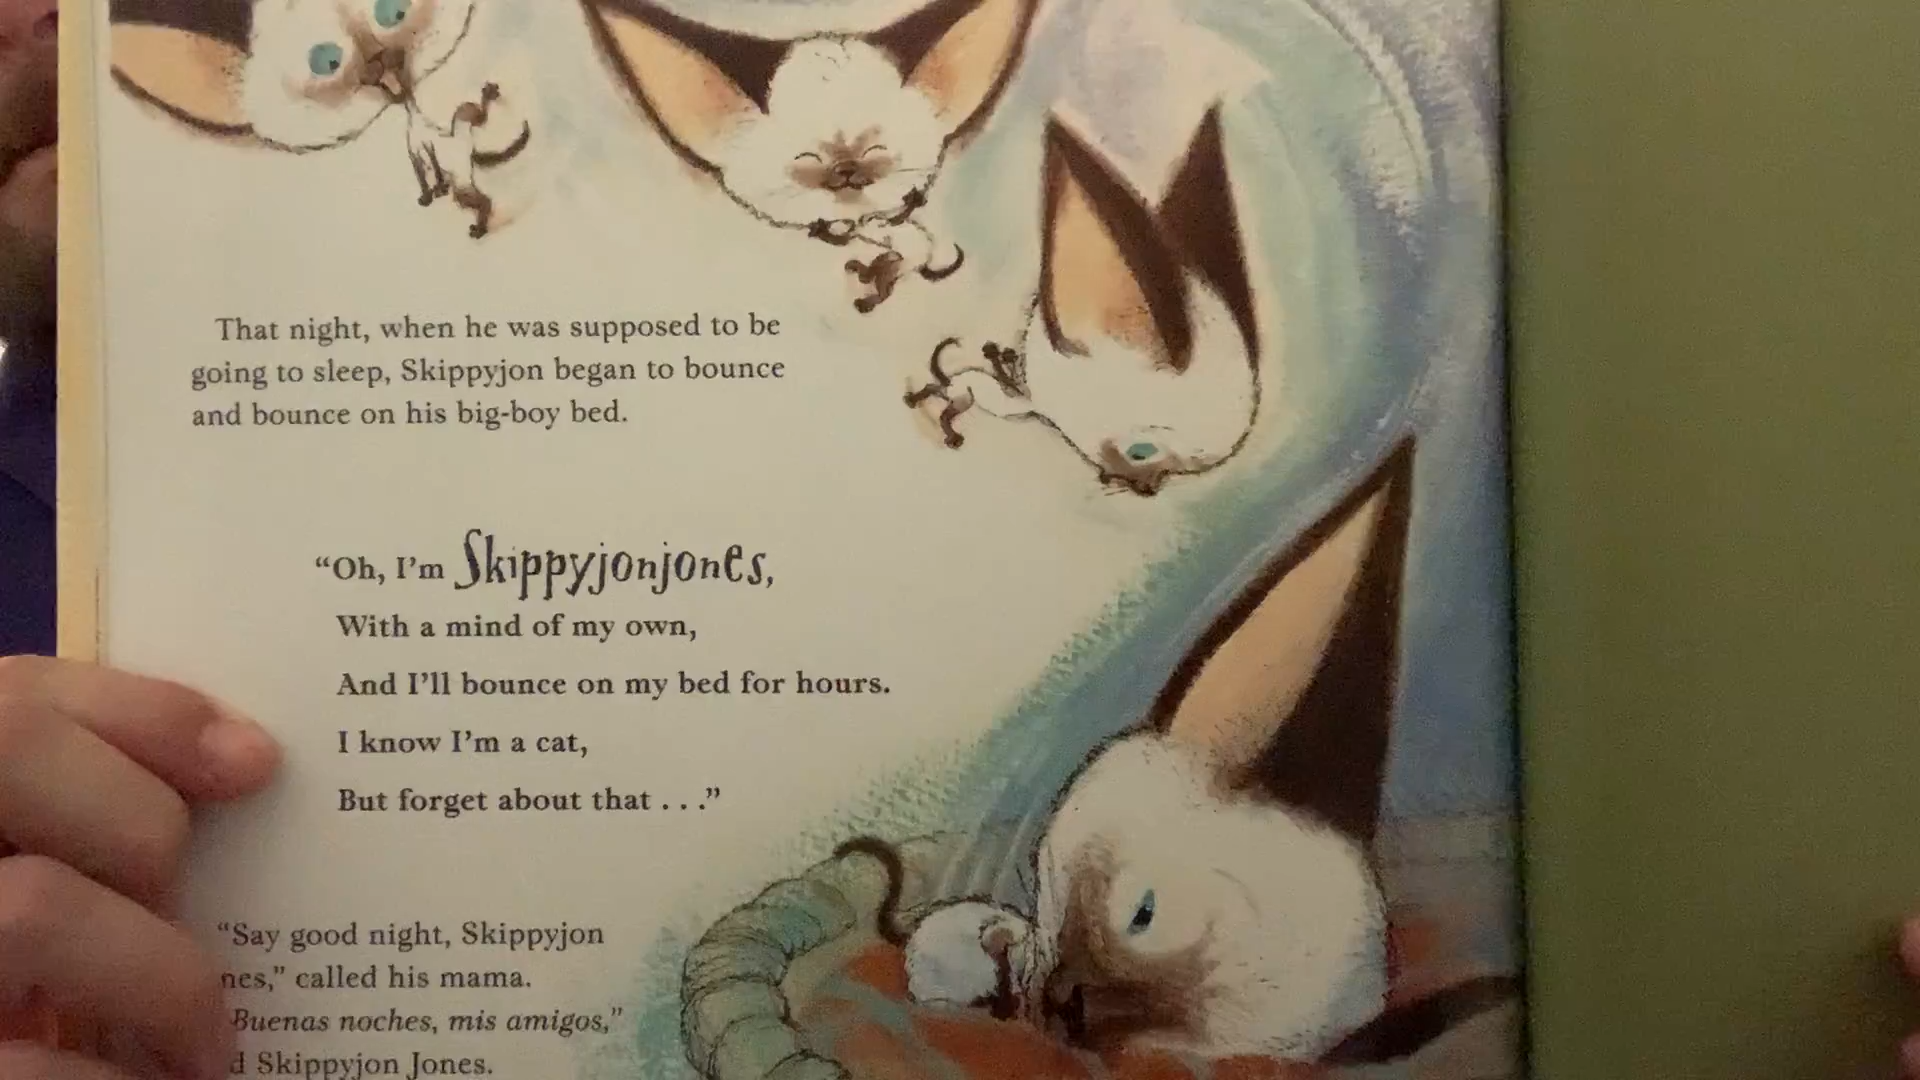 That night, when he was supposed to be
going to sleep, Skippyjon began to bounce
and bounce on his big-boy bed.
“Oh, I’m Skippyjonjones,
With a mind of my own,
And I’ll bounce on my bed for hours.
I know I’m a cat,
But forget about that . . .”
“Say good night, Skippyjon
nes,” called his mama.
Buenas noches, mis amigos,”
d Skippyjon Jones.